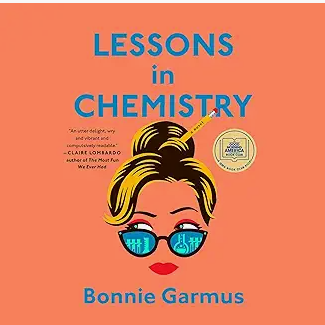 LESSONS
in
CHEMISTRY
A NOVEL
"An utter delight, wry
and vibrant and
compulsively readable."
—CLAIRE LOMBARDO
author of The Most Fun
We Ever Had
GOOD
MORNING
AMERICA
BOOK CLUB
Bonnie Garmus